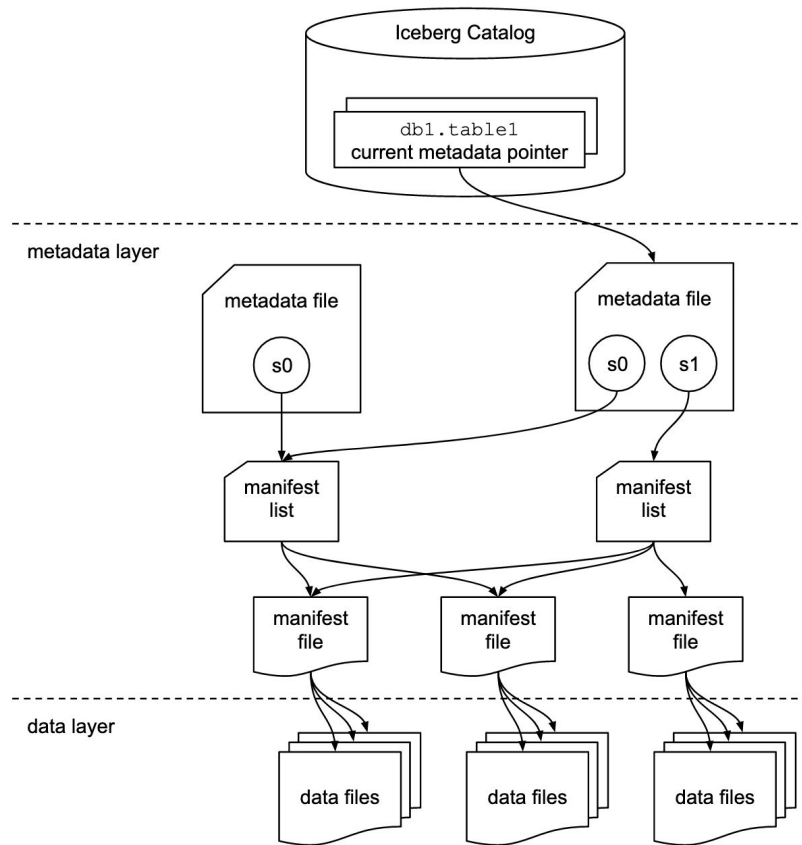 Iceberg Catalog
db1.table1
current metadata pointer
metadata layer
metadata file
s0
metadata file
s0
s1
manifest
list
manifest
list
manifest
file
manifest
file
manifest
file
data layer
data files
data files
data files